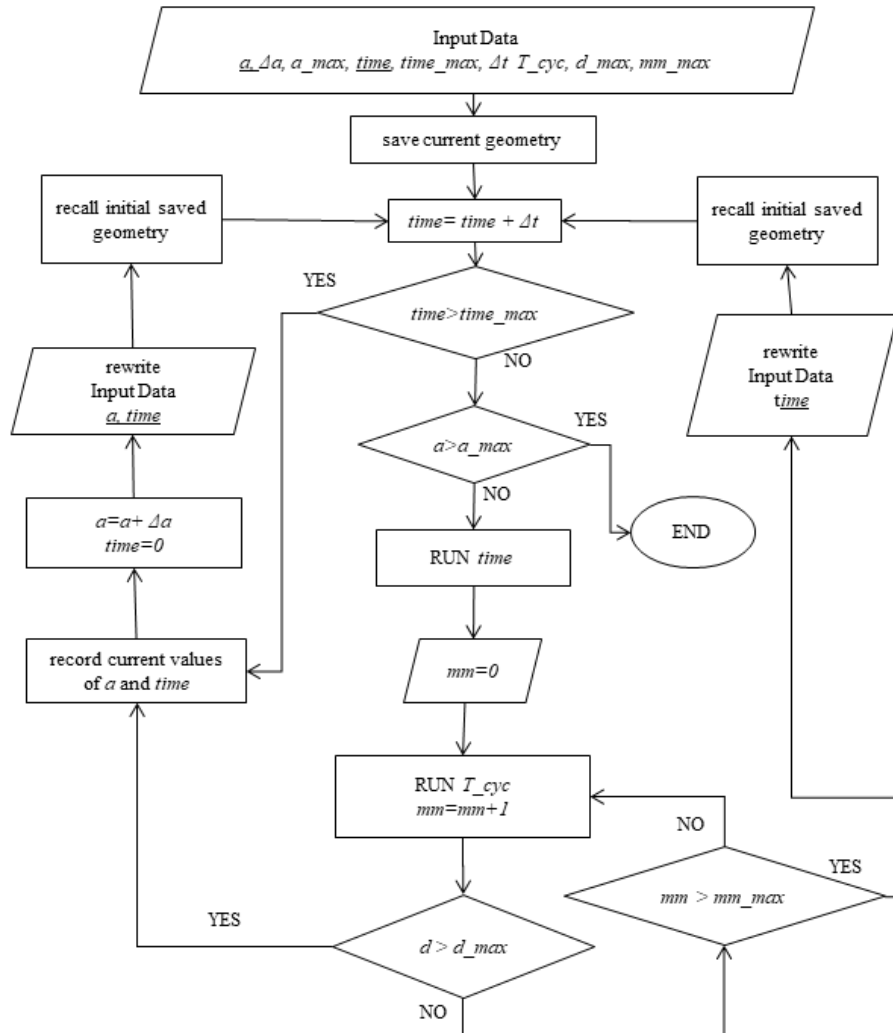 Input Data
a, Δa, a_max, time, time_max, Δt T_cyc, d_max, mm_max
save current geometry
recall initial saved
geometry
time= time + Δt
recall initial saved
geometry
YES
time>time_max
NO
rewrite
Input Data
a, time
rewrite
Input Data
time
YES
a>a_max
NO
a=a+ Δa
time=0
RUN time
END
record current values
of a and time
mm=0
RUN T_cyc
mm=mm+1
NO
YES
mm > mm_max
YES
d > d_max
NO